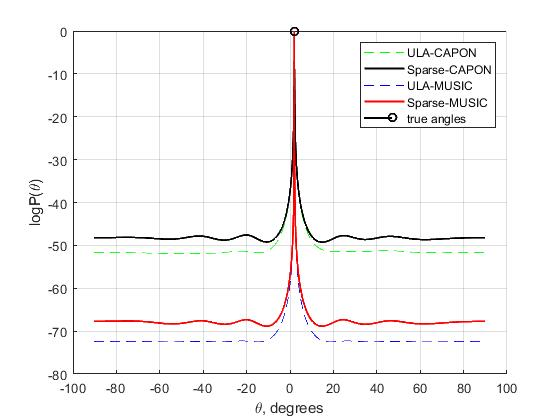 0
-10
-20
-30
-40
-50
-60
-70
-80
logP(θ)
ULA-CAPON
Sparse-CAPON
ULA-MUSIC
Sparse-MUSIC
true angles
-100 -80 -60 -40 -20 0 20 40 60 80 100
θ, degrees